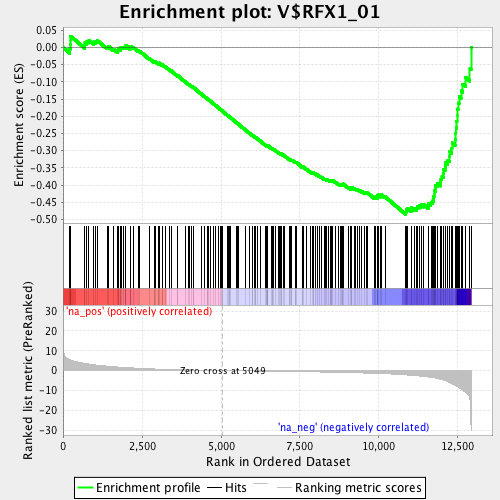 Enrichment plot: V$RFX1_01
Enrichment score (ES)
0.05
0.00
-0.05
-0.10
-0.15
-0.20
-0.25
-0.30
-0.35
-0.40
-0.45
-0.50
'na_pos' (positively correlated)
Ranked list metric (PreRanked)
30
20
10
0
-10
-20
-30
Zero cross at 5049
'na_neg' (negatively correlated)
0
2,500
5,000
7,500
10,000
12,500
Rank in Ordered Dataset
Enrichment profile
Hits
Ranking metric scores